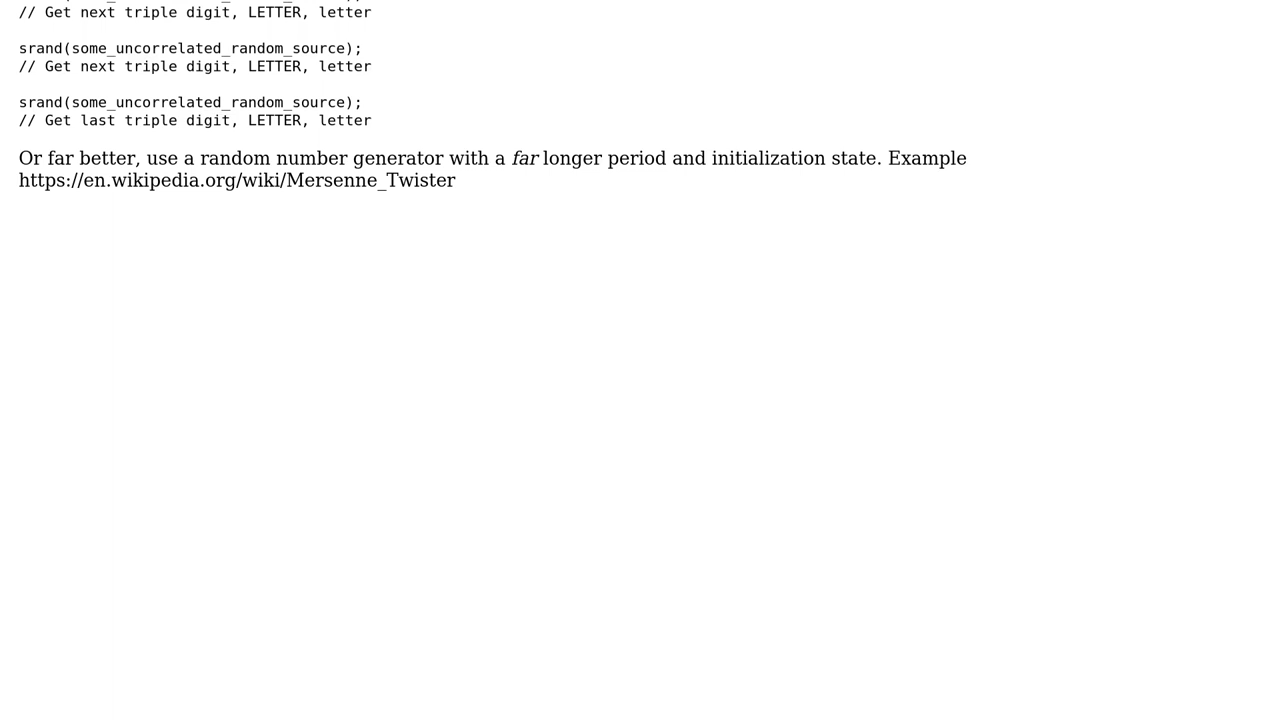 // Get next triple digit, LETTER, letter
srand(some_uncorrelated_random_source);
// Get next triple digit, LETTER, letter
srand(some_uncorrelated_random_source);
// Get last triple digit, LETTER, letter
Or far better, use a random number generator with a far longer period and initialization state. Example
https://en.wikipedia.org/wiki/Mersenne_Twister